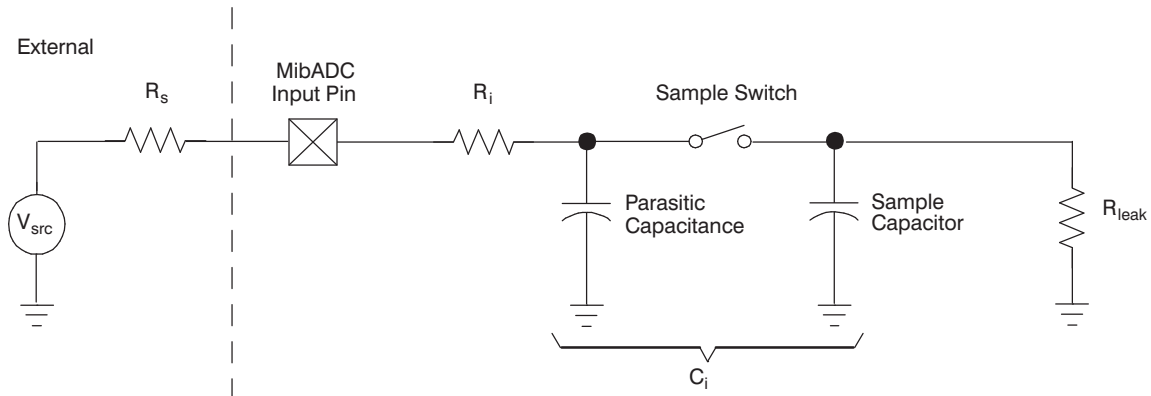 External
MibADC
Input Pin
Rs
Ri
Sample Switch
Vsrc
Parasitic
Capacitance
Sample
Capacitor
Rleak
Ci